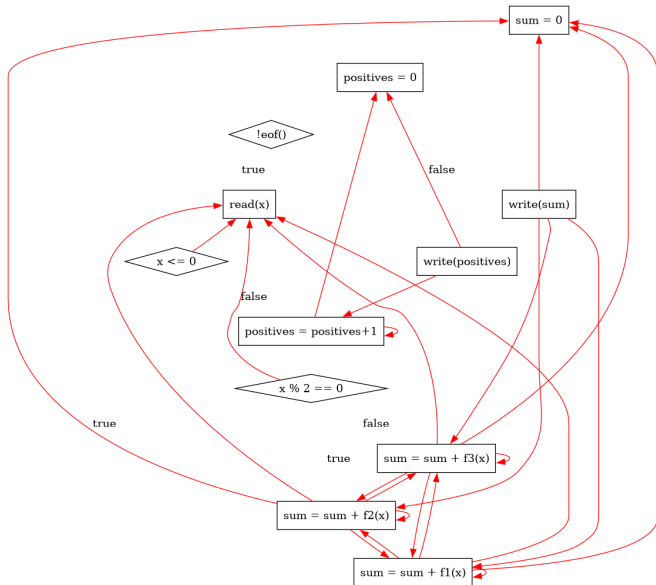 sum = 0
positives = 0
!eof()
true
false
read(x)
write(sum)
x <= 0
write(positives)
false
positives = positives+1
x % 2 == 0
true
false
sum = sum + f3(x)
true
sum = sum + f2(x)
sum = sum + f1(x)